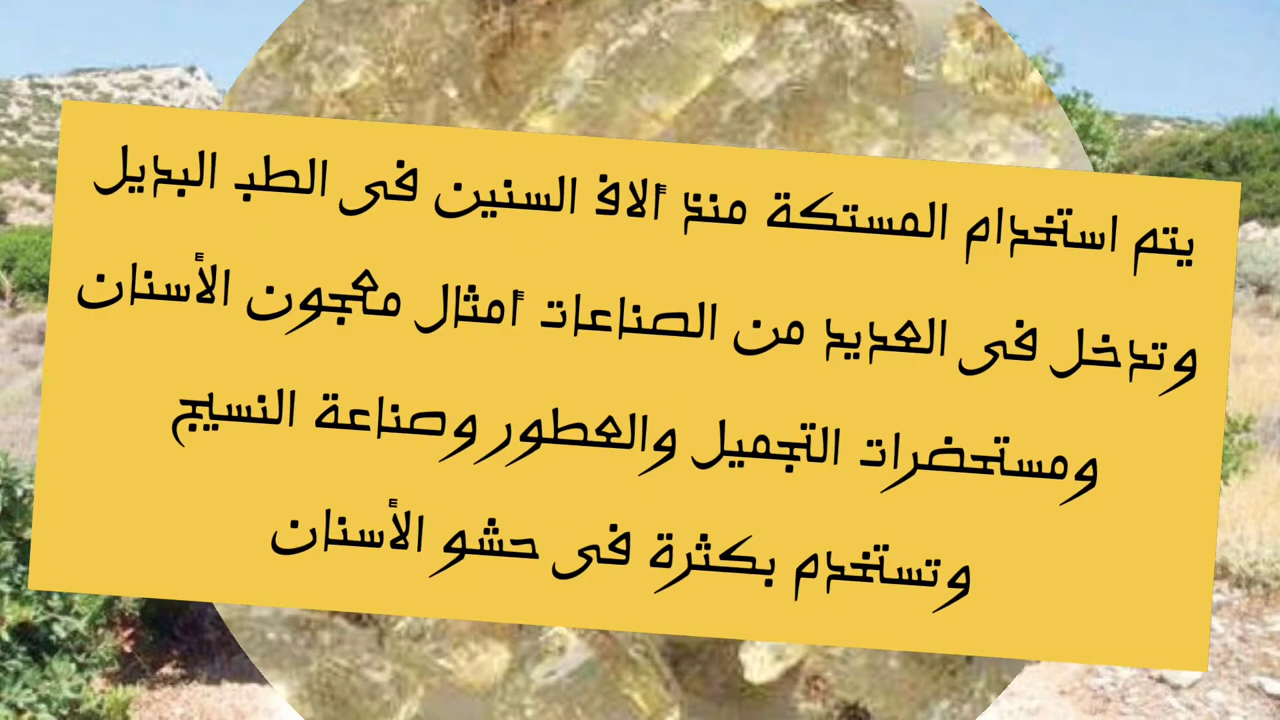 يتم استخدام المستكة منذ ألاف السنين فى الطب البديل
وتدخل فى العديد من الصناعات أمثال معجون الأسنان
ومستحضرات التجميل والعطور وصناعة النسيج
وتستخدم بكثرة فى حشو الأسنان